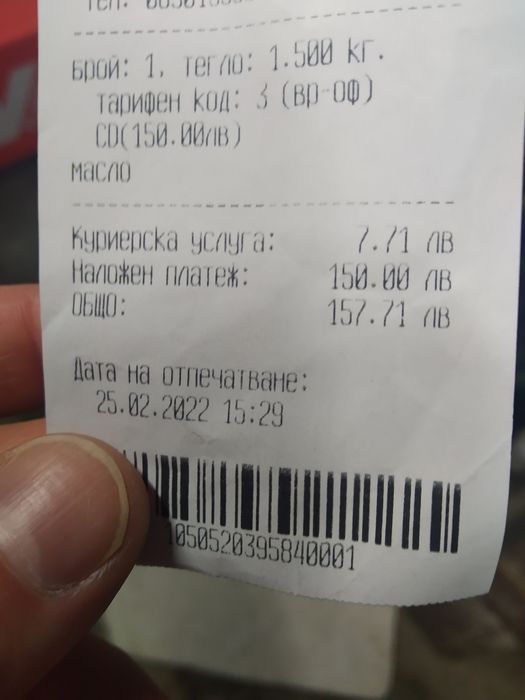 Брой: 1, тегло: 1.500 кг.
тарифен код: 3 (вр-оф)
CD(150.00лв)
масло
Куриерска услуга: 7.71 лв
Наложен платеж: 150.00 лв
ОБЩО: 157.71 лв
Дата на отпечатване:
25.02.2022 15:29
1050520395840001